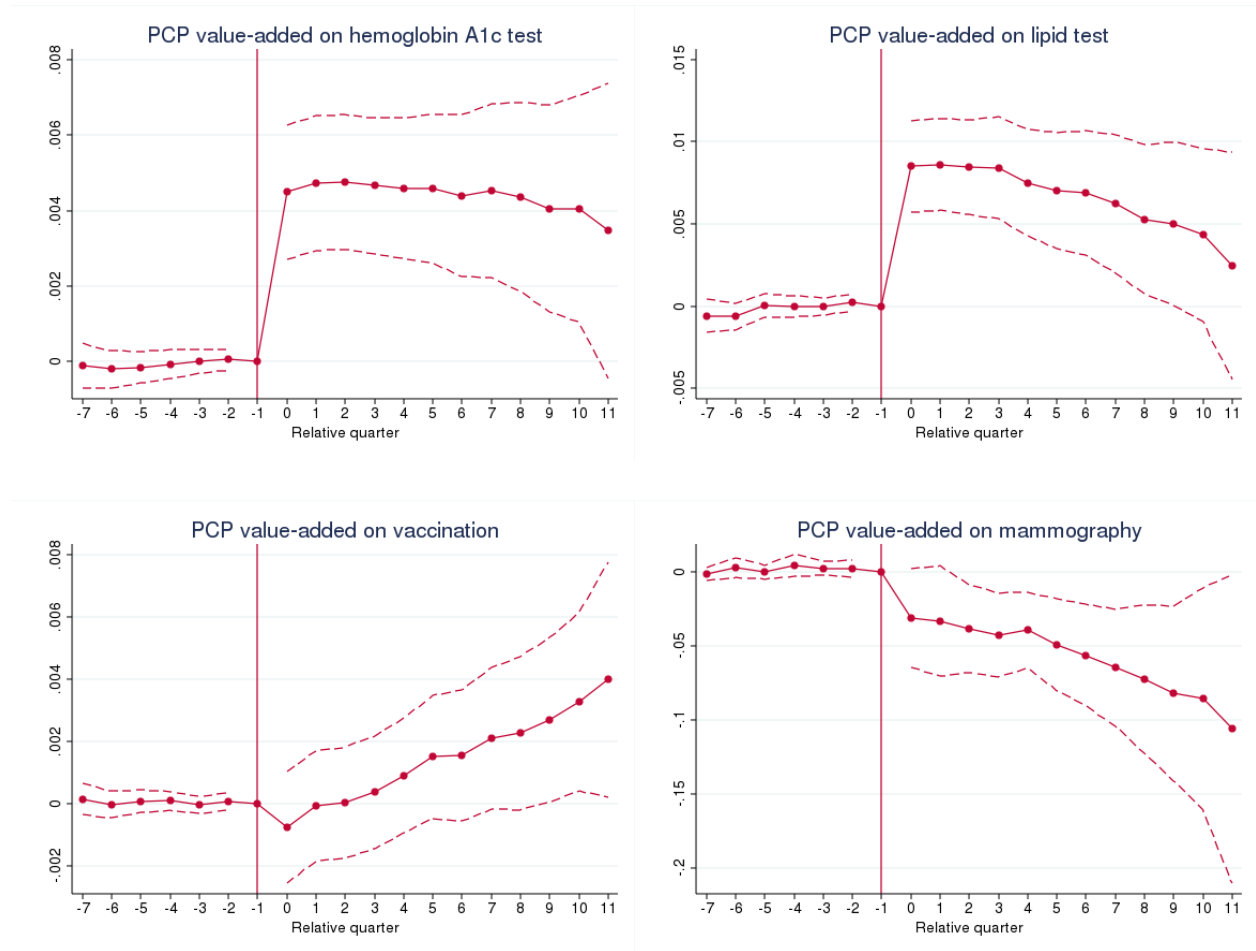 PCP value-added on hemoglobin A1c test
.008
.006
.004
.002
0
-7 -6 -5 -4 -3 -2 -1 0 1 2 3 4 5 6 7 8 9 10 11
Relative quarter
PCP value-added on lipid test
.015
.01
.005
0
-.005
-7 -6 -5 -4 -3 -2 -1 0 1 2 3 4 5 6 7 8 9 10 11
Relative quarter
PCP value-added on vaccination
.008
.006
.004
.002
0
-.002
-7 -6 -5 -4 -3 -2 -1 0 1 2 3 4 5 6 7 8 9 10 11
Relative quarter
PCP value-added on mammography
0
-.05
-.1
-.15
-.2
-7 -6 -5 -4 -3 -2 -1 0 1 2 3 4 5 6 7 8 9 10 11
Relative quarter